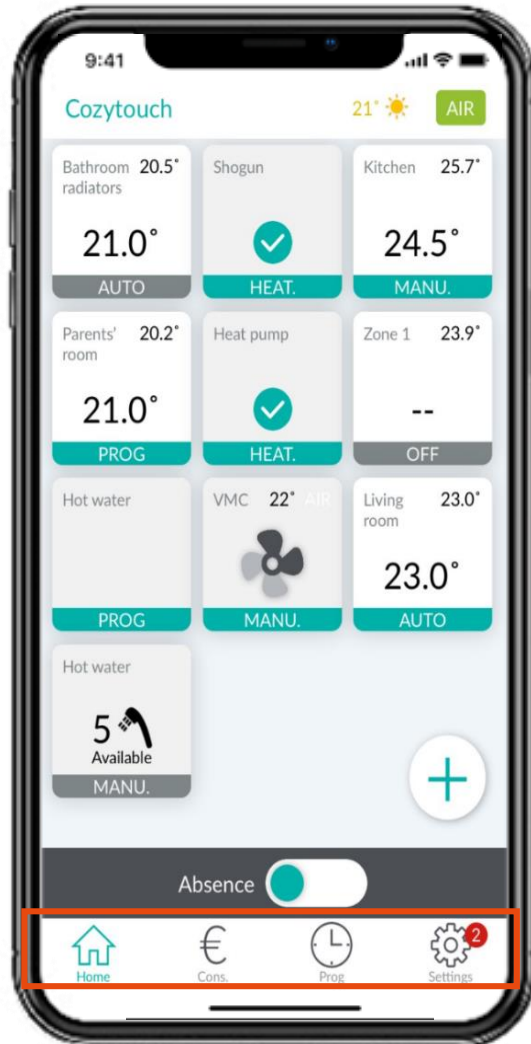 9:41
Cozytouch 21° AIR
Bathroom radiators 20.5°
21.0°
AUTO
Shogun
HEAT.
Kitchen 25.7°
24.5°
MANU.
Parents' room 20.2°
21.0°
PROG
Heat pump
HEAT.
Zone 1 23.9°
--
OFF
Hot water
PROG
VMC 22° AIR
MANU.
Living room 23.0°
23.0°
AUTO
Hot water
5
Available
MANU.
+
Absence
€ 2
Home Cons. Prog Settings